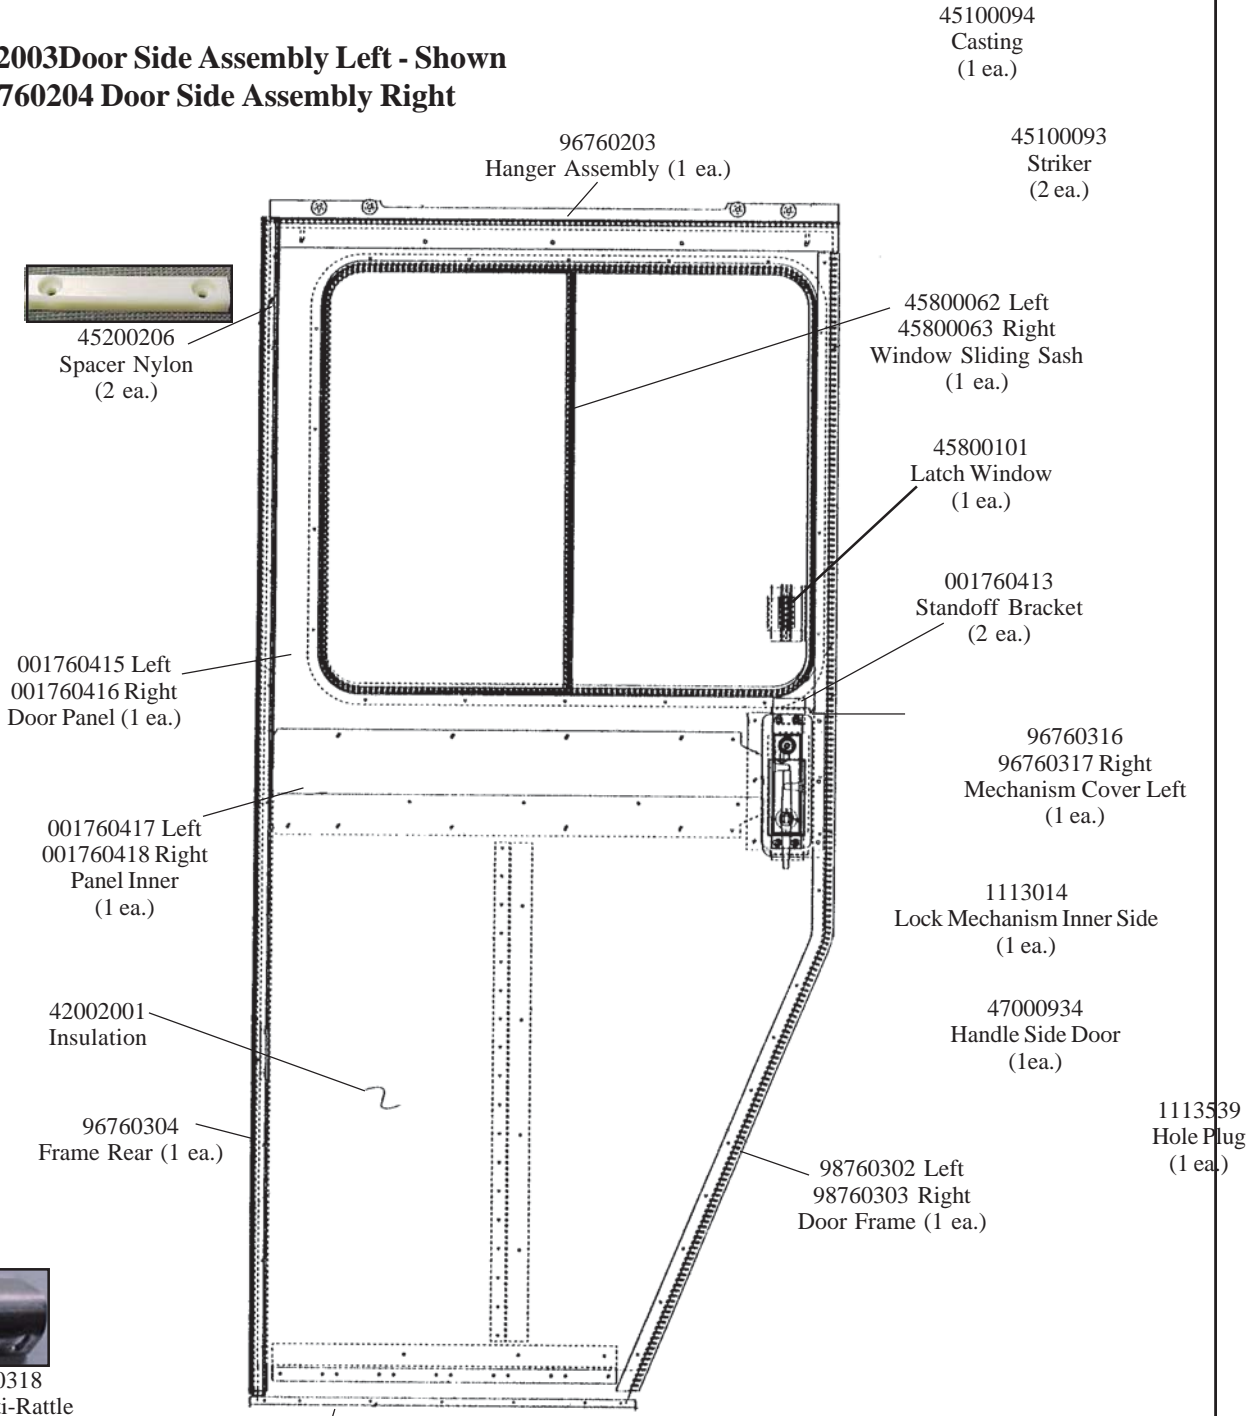 45100094
Casting
(1 ea.)
2003Door Side Assembly Left - Shown
760204 Door Side Assembly Right
96760203
Hanger Assembly (1 ea.)
45100093
Striker
(2 ea.)
45200206
Spacer Nylon
(2 ea.)
45800062 Left
45800063 Right
Window Sliding Sash
(1 ea.)
45800101
Latch Window
(1 ea.)
001760413
Standoff Bracket
(2 ea.)
001760415 Left
001760416 Right
Door Panel (1 ea.)
96760316
96760317 Right
Mechanism Cover Left
(1 ea.)
001760417 Left
001760418 Right
Panel Inner
(1 ea.)
1113014
Lock Mechanism Inner Side
(1 ea.)
42002001
Insulation
47000934
Handle Side Door
(1ea.)
96760304
Frame Rear (1 ea.)
1113539
Hole Plug
(1 ea.)
98760302 Left
98760303 Right
Door Frame (1 ea.)
0318
i-Rattle